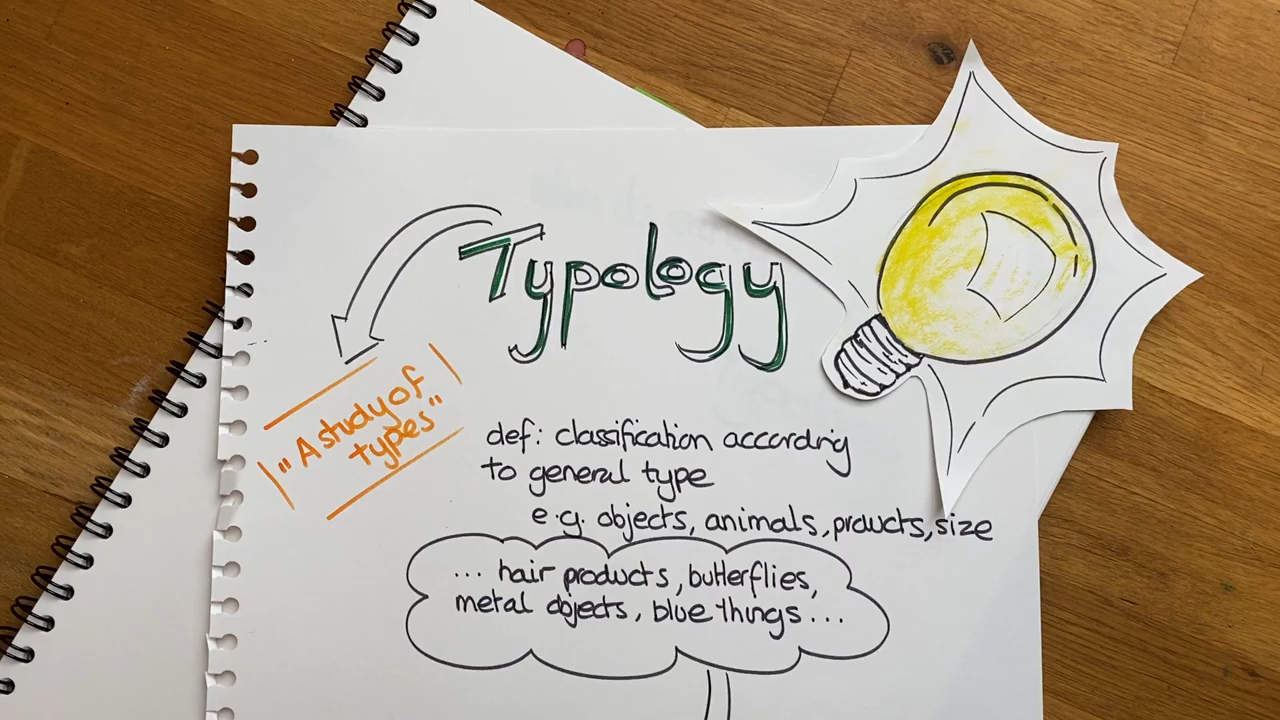 Typology
"A study of
types"
def: classification according
to general type
e.g. objects, animals, prowcts, size
... hair products, butterflies,
metal objects, blue things...